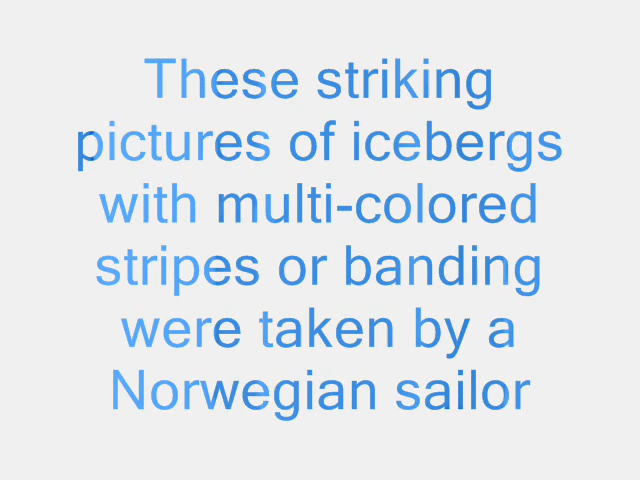 These striking
pictures of icebergs
with multi-colored
stripes or banding
were taken by a
Norwegian sailor